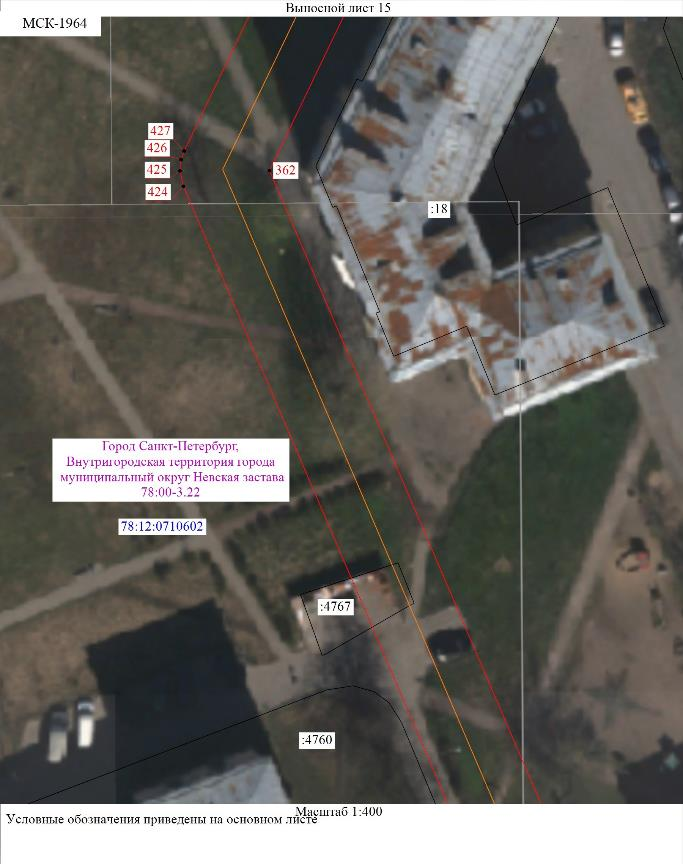 Выносной лист 15
МСК-1964
427
426
425
424
362
:18
Город Санкт-Петербург,
Внутригородская территория города
муниципальный округ Невская застава
78:00-3.22
78:12:0710602
:4767
:4760
Масштаб 1:400
Условные обозначения приведены на основном листе